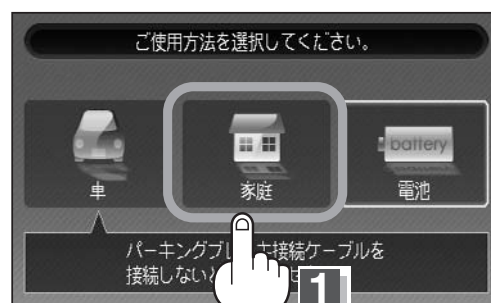 ご使用方法を選択してください。
battery
車
家庭
電池
パーキングブレ
接続ケーブルを
接続しないと
1